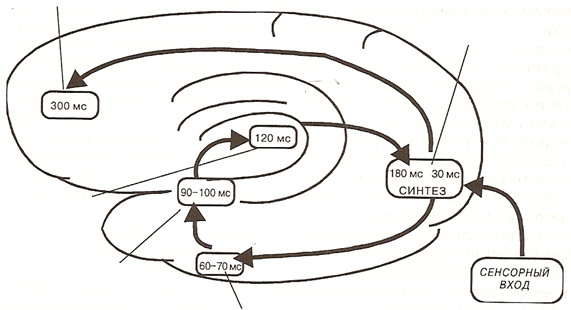 300 мс
120 мс
180 мс 30 мс
СИНТЕЗ
90-100 мс
60-70 мс
СЕНСОРНЫЙ
ВХОД